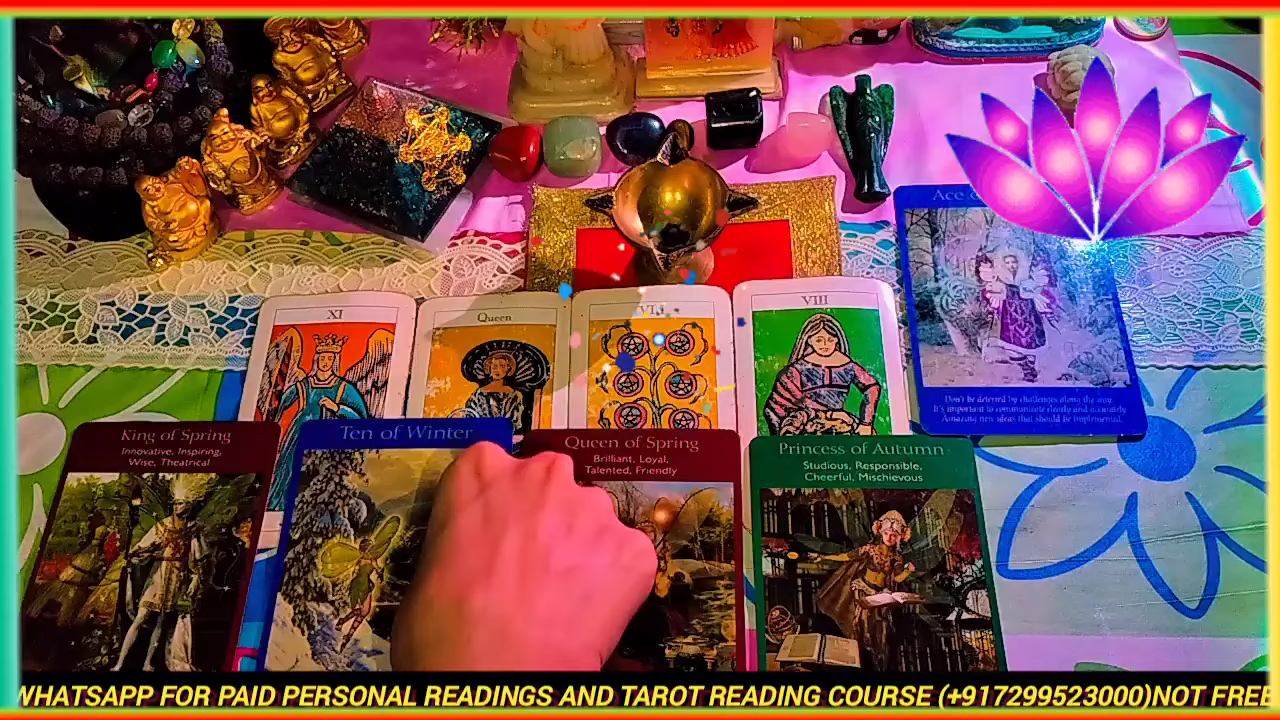 Ace
XI
Queen
VIII
Don't be deterred by challenges along the way.
It's important to communicate clearly and accurately.
Amazing new ideas that should be implemented.
King of Spring
Innovative, Inspiring,
Wise, Theatrical
Ten of Winter
Queen of Spring
Brilliant, Loyal,
Talented, Friendly
Princess of Autumn
Studious, Responsible,
Cheerful, Mischievous
WHATSAPP FOR PAID PERSONAL READINGS AND TAROT READING COURSE (+917299523000)NOT FREE